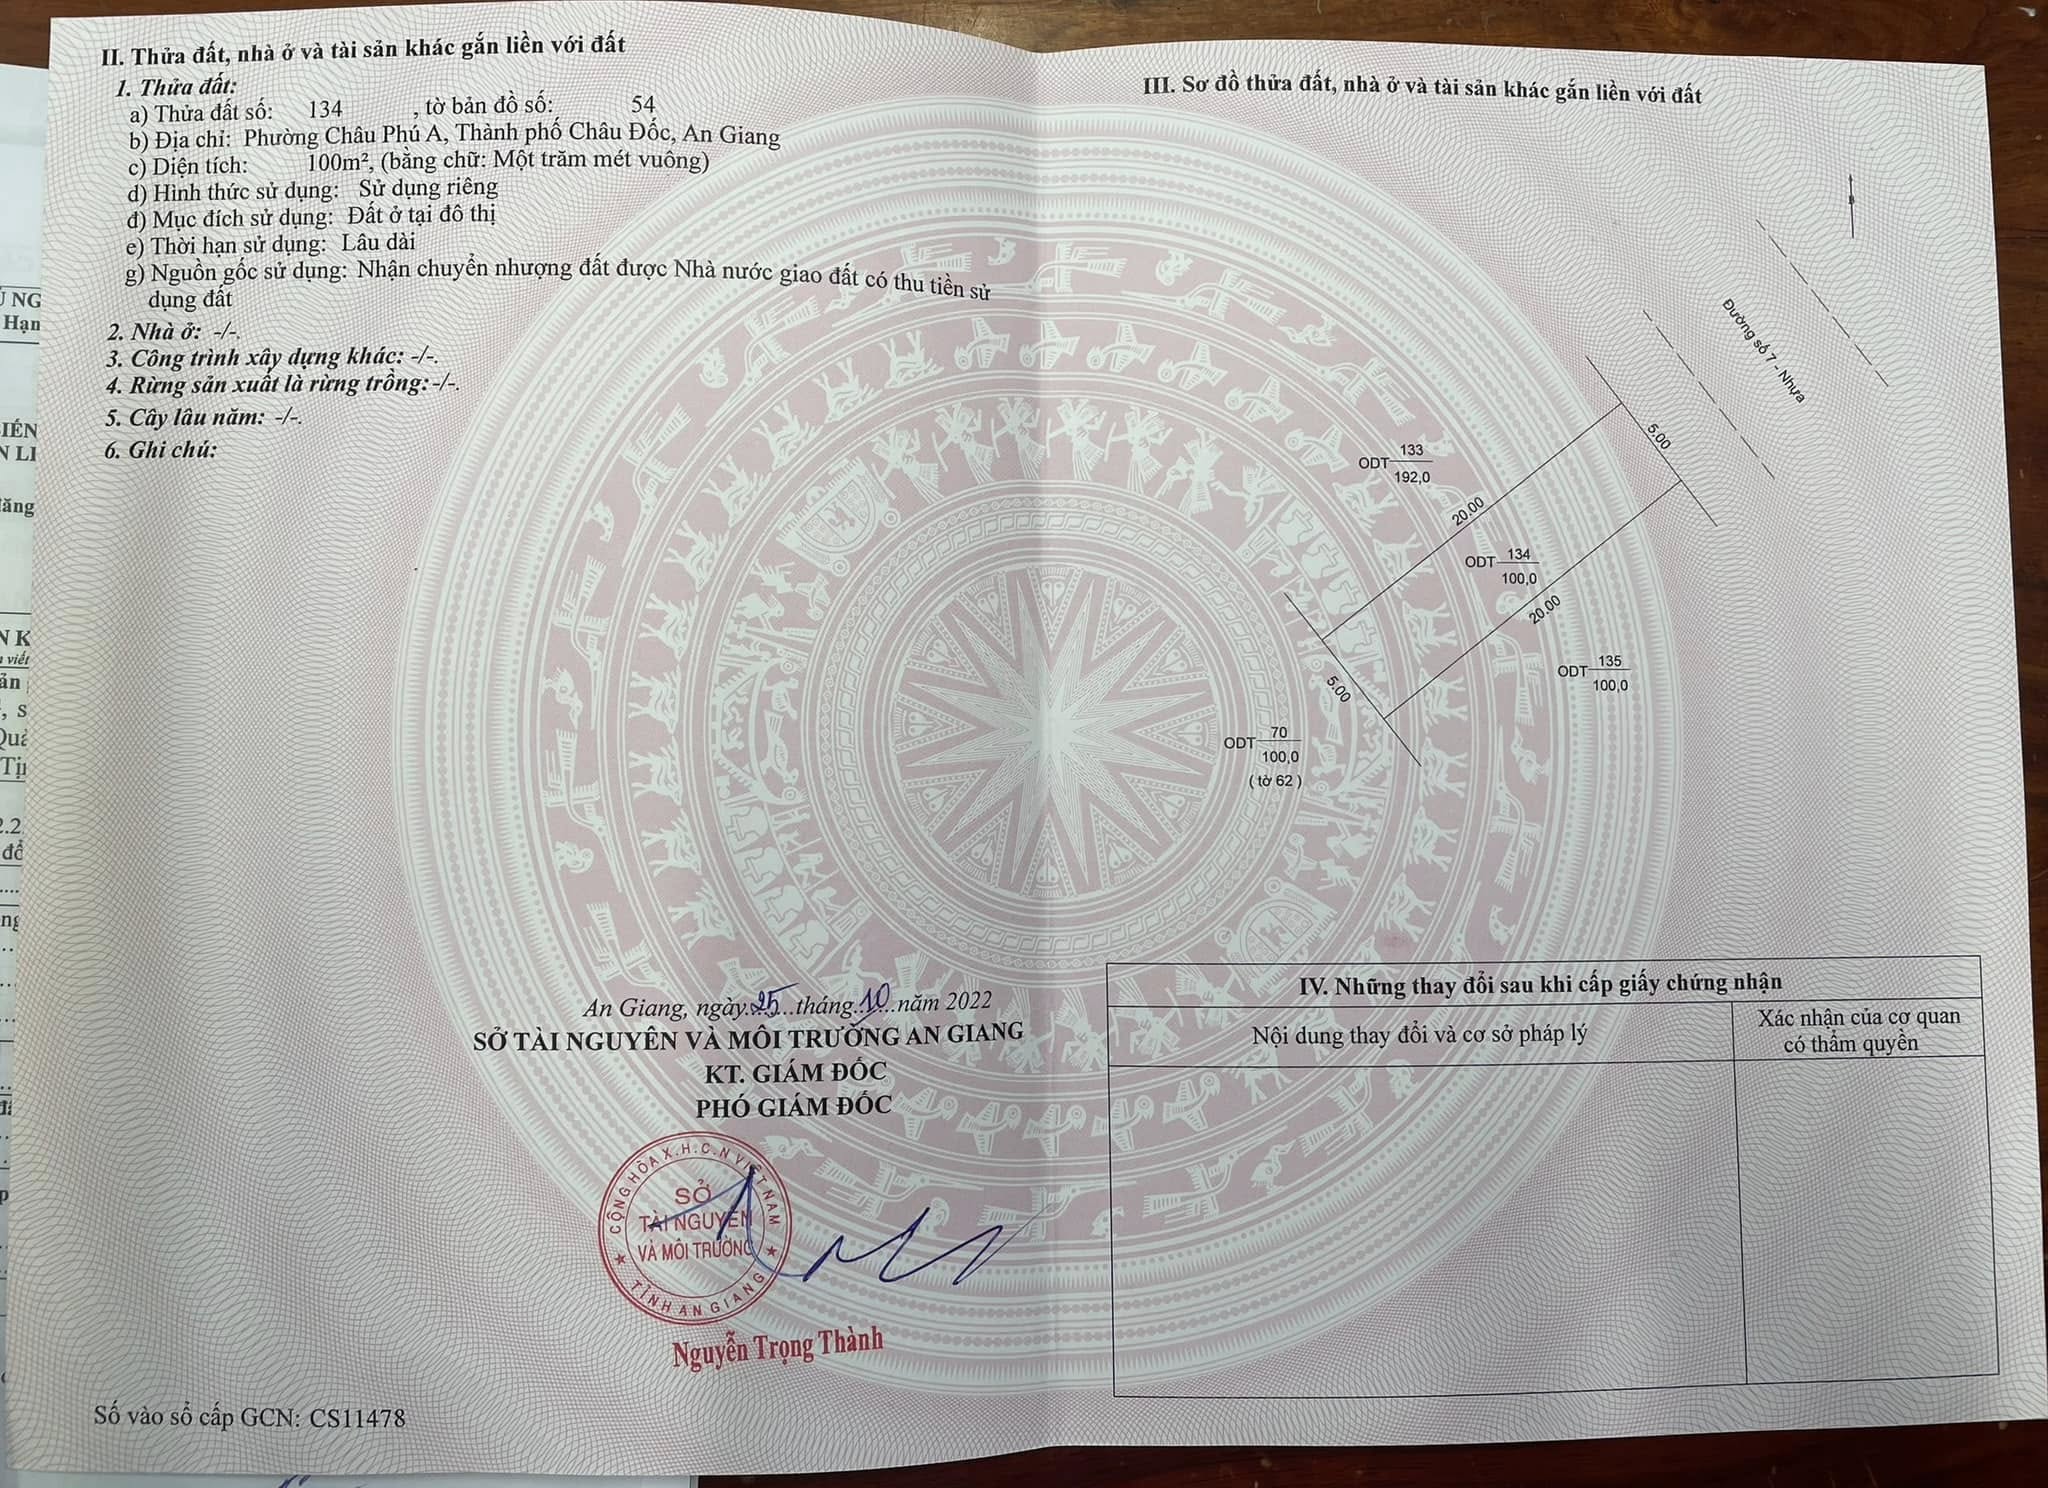 II. Thửa đất, nhà ở và tài sản khác gắn liền với đất
1. Thửa đất:
a) Thửa đất số: 134 , tờ bản đồ số: 54
b) Địa chỉ: Phường Châu Phú A, Thành phố Châu Đốc, An Giang
c) Diện tích: 100m², (bằng chữ: Một trăm mét vuông)
d) Hình thức sử dụng: Sử dụng riêng
đ) Mục đích sử dụng: Đất ở tại đô thị
e) Thời hạn sử dụng: Lâu dài
g) Nguồn gốc sử dụng: Nhận chuyển nhượng đất được Nhà nước giao đất có thu tiền sử
dụng đất
2. Nhà ở: -/-.
3. Công trình xây dựng khác: -/-.
4. Rừng sản xuất là rừng trồng:-/-.
5. Cây lâu năm: -/-.
6. Ghi chú:
An Giang, ngày..25...tháng..10...năm 2022
SỞ TÀI NGUYÊN VÀ MÔI TRƯỜNG AN GIANG
KT. GIÁM ĐỐC
PHÓ GIÁM ĐỐC
CỘNG HÒA X.H.C.N VIỆT NAM
SỞ
TÀI NGUYÊN
VÀ MÔI TRƯỜNG
TỈNH AN GIANG
Nguyễn Trọng Thành
Số vào sổ cấp GCN: CS11478
III. Sơ đồ thửa đất, nhà ở và tài sản khác gắn liền với đất
Đường số 7 - Nhựa
5.00
133
ODT
192,0
20.00
134
ODT
100,0
20.00
135
ODT
100,0
5.00
70
ODT
100,0
( tờ 62 )
IV. Những thay đổi sau khi cấp giấy chứng nhận
Nội dung thay đổi và cơ sở pháp lý
Xác nhận của cơ quan
có thẩm quyền